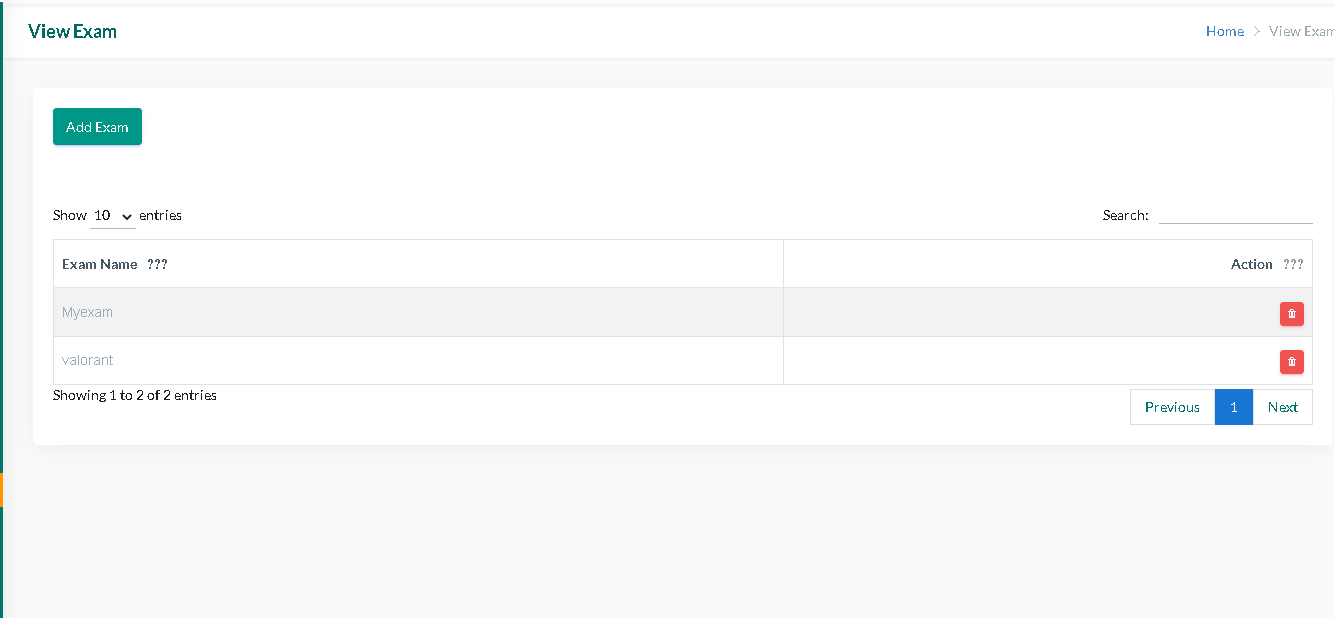 View Exam
Home > View Exam
Add Exam
Show 10 entries
Search:
Exam Name ???
Action ???
Myexam
valorant
Showing 1 to 2 of 2 entries
Previous 1 Next